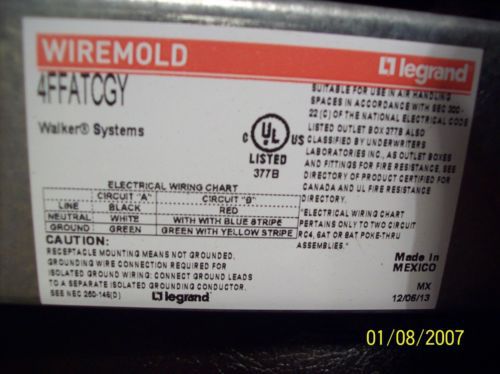 WIREMOLD
legrand
4FFATCGY
Walker® Systems
C UL US
LISTED
377B
SUITABLE FOR USE IN AIR HANDLING
SPACES IN ACCORDANCE WITH SEC 300-
22 (C) OF THE NATIONAL ELECTRICAL CODE
LISTED OUTLET BOX 377B ALSO
CLASSIFIED BY UNDERWRITERS
LABORATORIES INC., AS OUTLET BOXES
AND FITTINGS FOR FIRE RESISTANCE. SEE
DIRECTORY OF PRODUCT CERTIFIED FOR
CANADA AND UL FIRE RESISTANCE
DIRECTORY.
ELECTRICAL WIRING CHART
CIRCUIT "A" CIRCUIT "B"
LINE BLACK RED
NEUTRAL WHITE WITH WITH BLUE STRIPE
GROUND GREEN GREEN WITH YELLOW STRIPE
"ELECTRICAL WIRING CHART
PERTAINS ONLY TO TWO CIRCUIT
RC4, 6AT OR 8AT POKE-THRU
ASSEMBLIES."
CAUTION:
RECEPTACLE MOUNTING MEANS NOT GROUNDED.
GROUNDING WIRE CONNECTION REQUIRED FOR
ISOLATED GROUND WIRING: CONNECT GROUND LEADS
TO A SEPARATE ISOLATED GROUNDING CONDUCTOR.
SEE NEC 250-146(D)
legrand
Made in
MEXICO
MX
12/06/13
01/08/2007